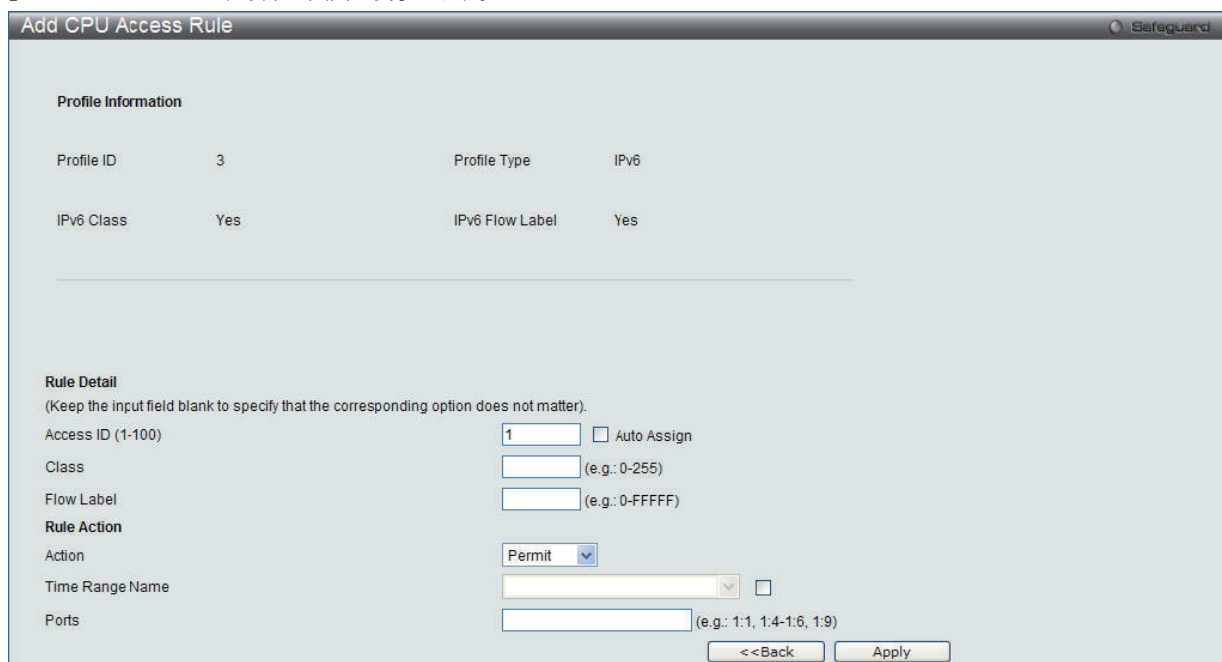 Add CPU Access Rule Safeguard
Profile Information
Profile ID 3 Profile Type IPv6
IPv6 Class Yes IPv6 Flow Label Yes
Rule Detail
(Keep the input field blank to specify that the corresponding option does not matter).
Access ID (1-100) 1 Auto Assign
Class (e.g.: 0-255)
Flow Label (e.g.: 0-FFFFF)
Rule Action
Action Permit
Time Range Name
Ports (e.g.: 1:1, 1:4-1:6, 1:9)
<<Back Apply